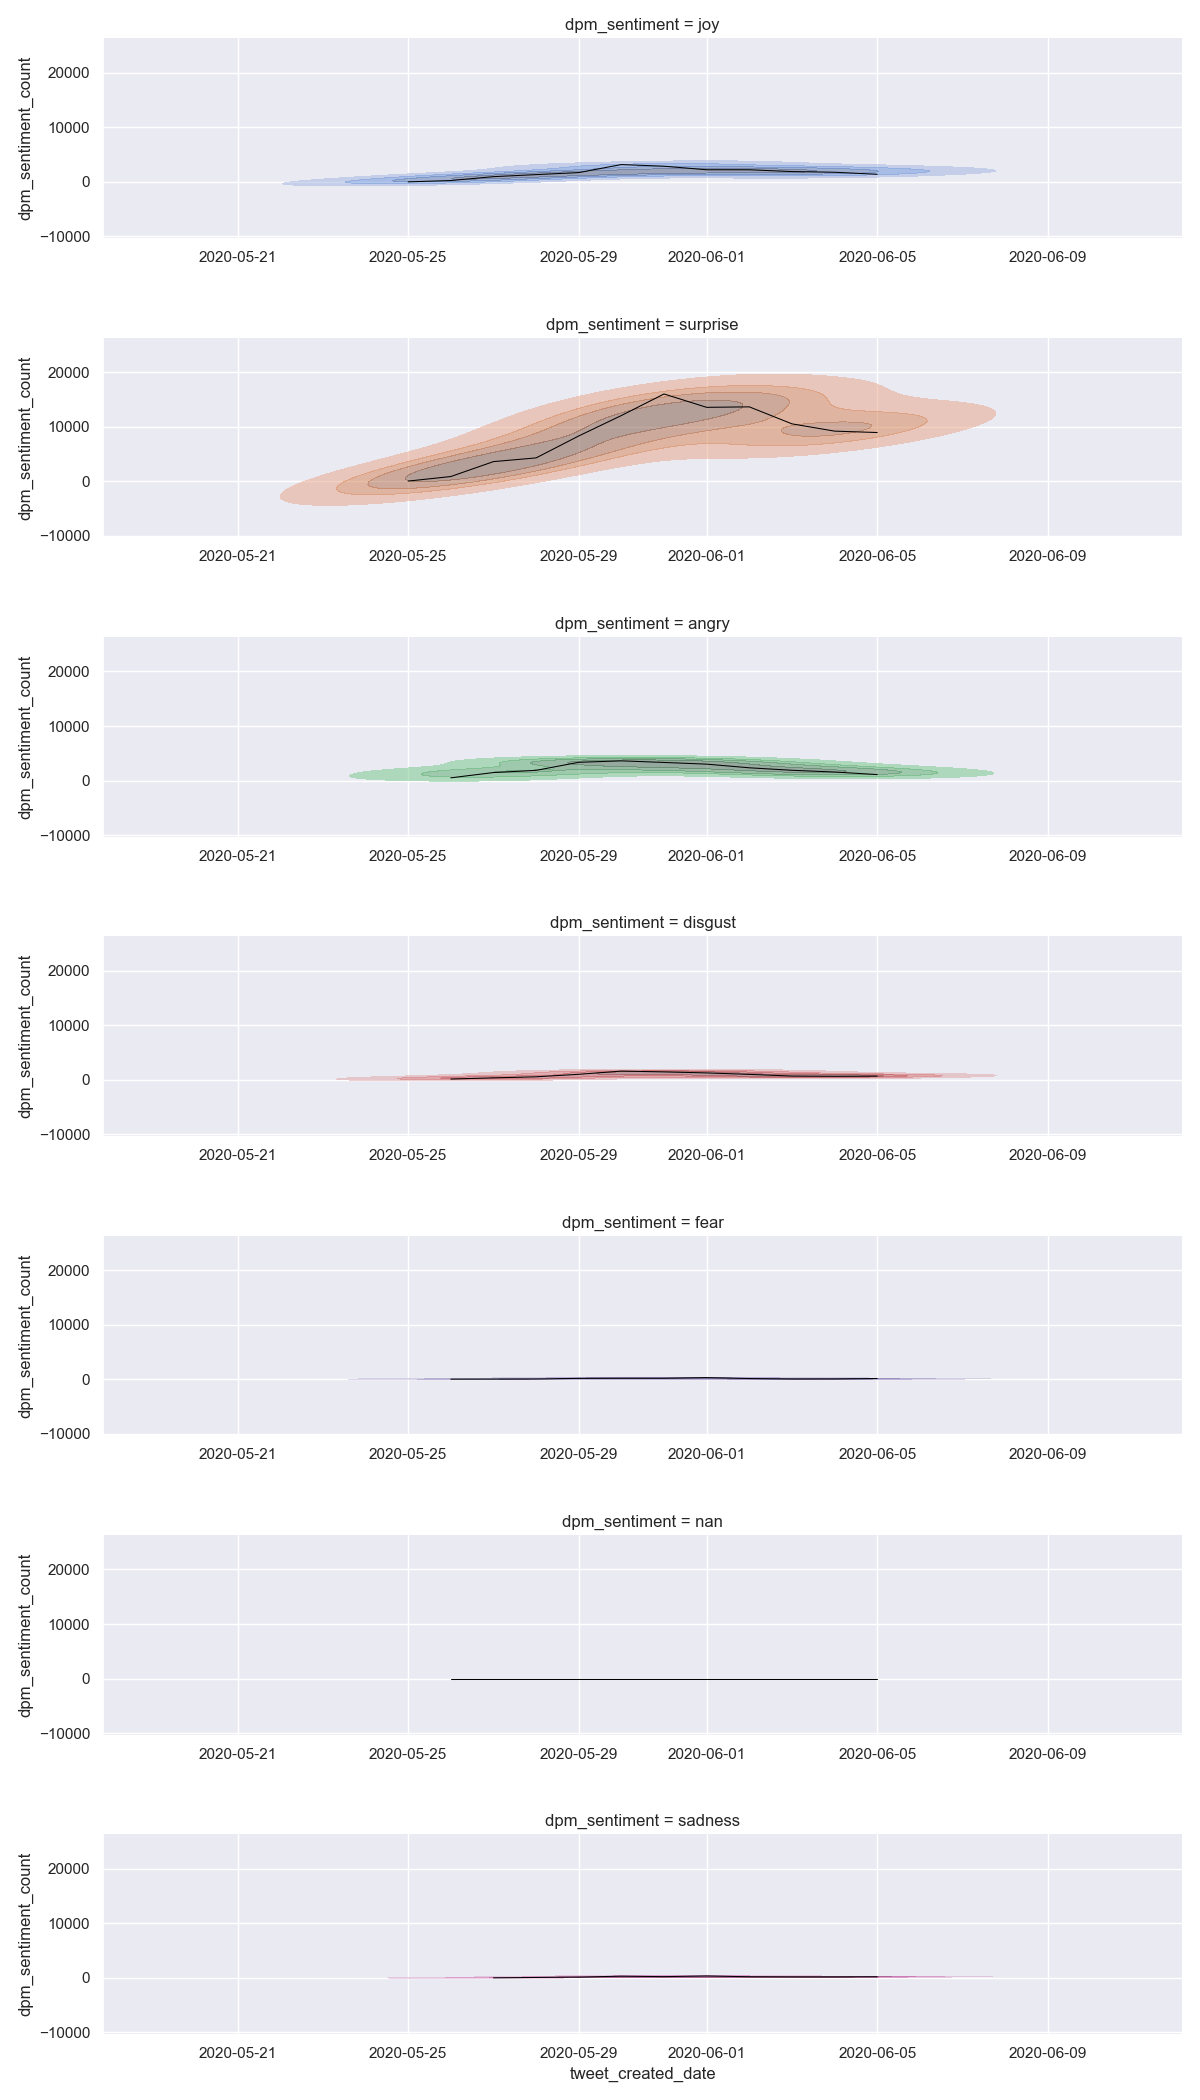 dpm_sentiment = joy
dpm_sentiment_count
20000
10000
0
−10000
2020-05-21 2020-05-25 2020-05-29 2020-06-01 2020-06-05 2020-06-09
dpm_sentiment = surprise
dpm_sentiment_count
20000
10000
0
−10000
2020-05-21 2020-05-25 2020-05-29 2020-06-01 2020-06-05 2020-06-09
dpm_sentiment = angry
dpm_sentiment_count
20000
10000
0
−10000
2020-05-21 2020-05-25 2020-05-29 2020-06-01 2020-06-05 2020-06-09
dpm_sentiment = disgust
dpm_sentiment_count
20000
10000
0
−10000
2020-05-21 2020-05-25 2020-05-29 2020-06-01 2020-06-05 2020-06-09
dpm_sentiment = fear
dpm_sentiment_count
20000
10000
0
−10000
2020-05-21 2020-05-25 2020-05-29 2020-06-01 2020-06-05 2020-06-09
dpm_sentiment = nan
dpm_sentiment_count
20000
10000
0
−10000
2020-05-21 2020-05-25 2020-05-29 2020-06-01 2020-06-05 2020-06-09
dpm_sentiment = sadness
dpm_sentiment_count
20000
10000
0
−10000
2020-05-21 2020-05-25 2020-05-29 2020-06-01 2020-06-05 2020-06-09
tweet_created_date